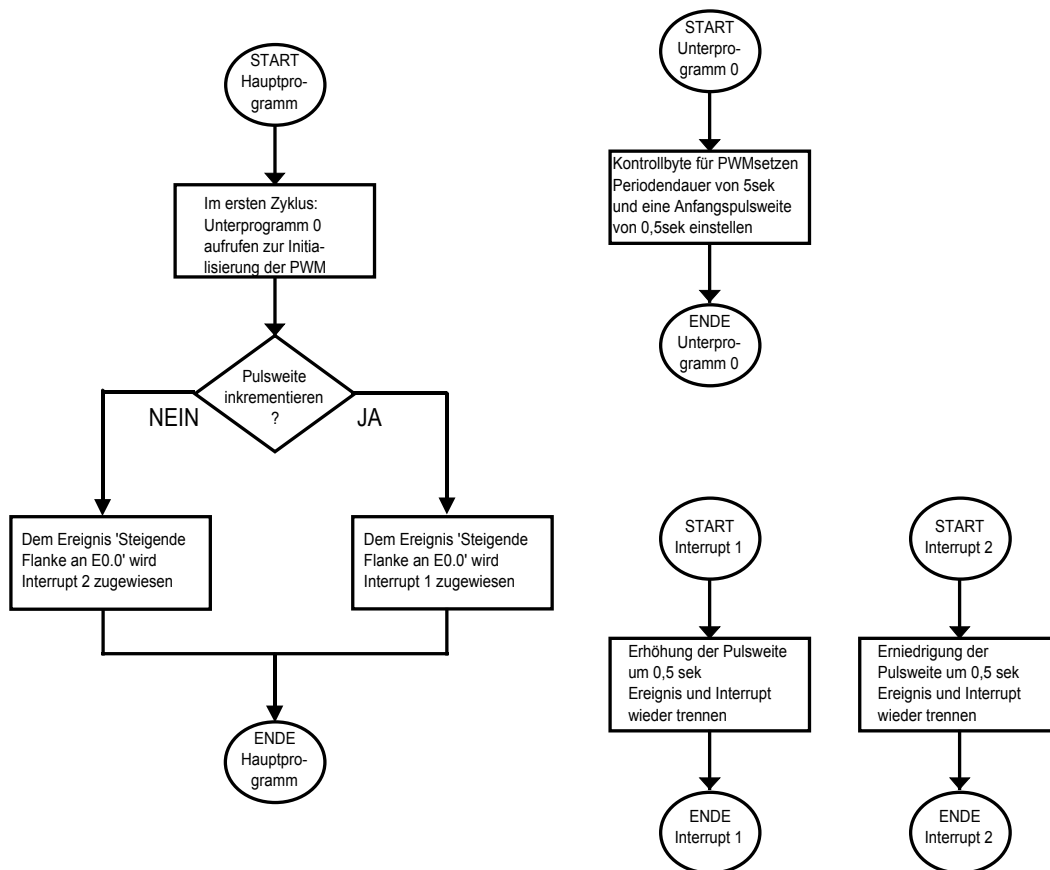 START
Hauptpro-
gramm
Im ersten Zyklus:
Unterprogramm 0
aufrufen zur Initia-
lisierung der PWM
Pulsweite
inkrementieren
?
NEIN
JA
Dem Ereignis 'Steigende
Flanke an E0.0' wird
Interrupt 2 zugewiesen
Dem Ereignis 'Steigende
Flanke an E0.0' wird
Interrupt 1 zugewiesen
ENDE
Hauptpro-
gramm
START
Unterpro-
gramm 0
Kontrollbyte für PWMsetzen
Periodendauer von 5sek
und eine Anfangspulsweite
von 0,5sek einstellen
ENDE
Unterpro-
gramm 0
START
Interrupt 1
Erhöhung der Pulsweite
um 0,5 sek
Ereignis und Interrupt
wieder trennen
ENDE
Interrupt 1
START
Interrupt 2
Erniedrigung der
Pulsweite um 0,5 sek
Ereignis und Interrupt
wieder trennen
ENDE
Interrupt 2